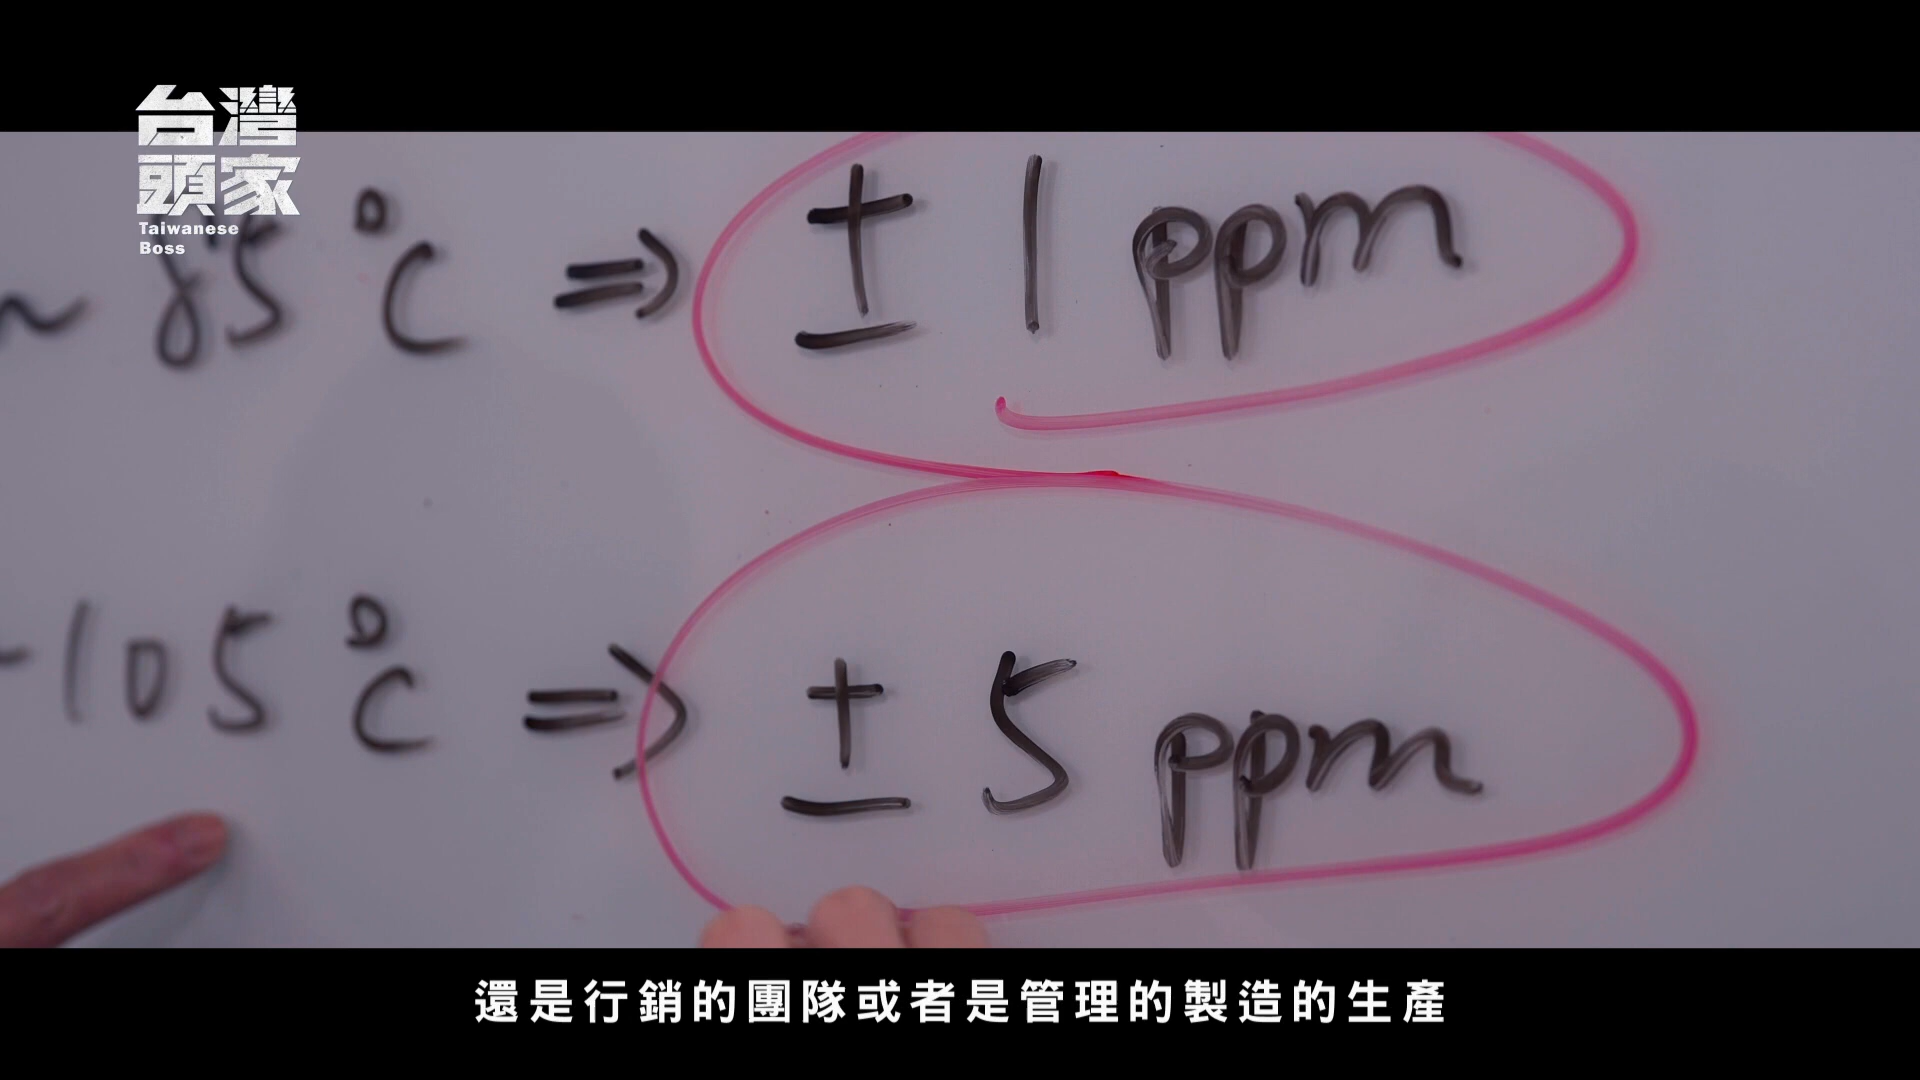 台灣
頭家
Taiwanese
Boss
~ 85°C ⇒ ± 1 ppm
-105°C ⇒ ± 5 ppm
還是行銷的團隊或者是管理的製造的生產